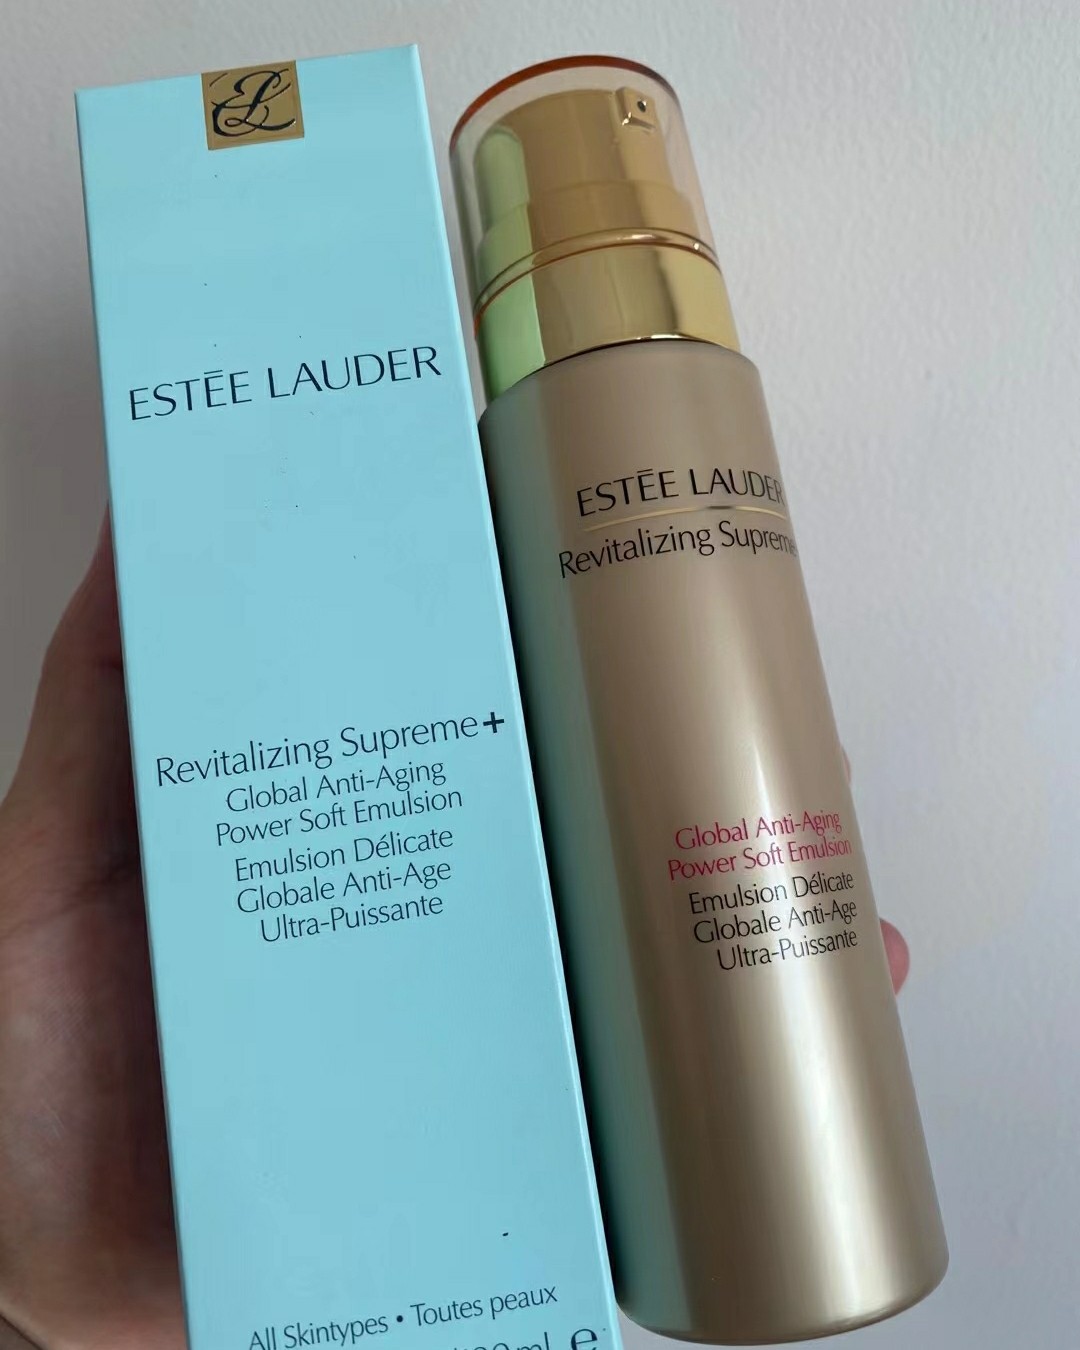 EL
ESTĒE LAUDER
Revitalizing Supreme+
Global Anti-Aging
Power Soft Emulsion
Emulsion Délicate
Globale Anti-Age
Ultra-Puissante
All Skintypes • Toutes peaux
ml e
ESTĒE LAUDER
Revitalizing Supreme
Global Anti-Aging
Power Soft Emulsion
Emulsion Délicate
Globale Anti-Age
Ultra-Puissante